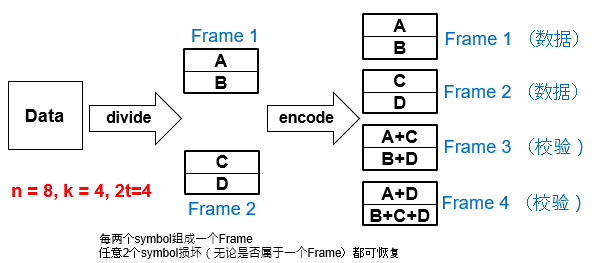 Data
divide
Frame 1
A
B
C
D
Frame 2
encode
A
B
Frame 1 （数据）
C
D
Frame 2 （数据）
A+C
B+D
Frame 3 （校验）
A+D
B+C+D
Frame 4 （校验）
n = 8, k = 4, 2t=4
每两个symbol组成一个Frame
任意2个symbol损坏（无论是否属于一个Frame）都可恢复